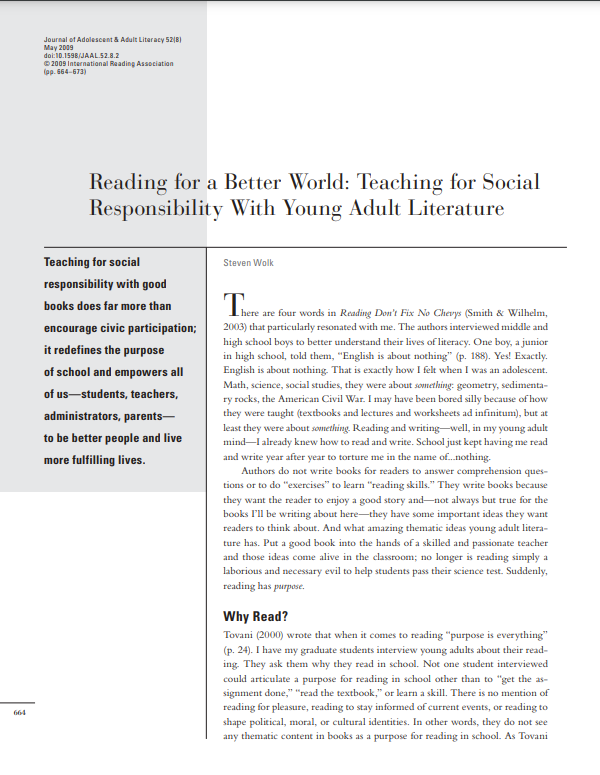 Journal of Adolescent & Adult Literacy 52(8)
May 2009
doi:10.1598/JAAL.52.8.2
© 2009 International Reading Association
(pp. 664–673)
Reading for a Better World: Teaching for Social
Responsibility With Young Adult Literature
Teaching for social
responsibility with good
books does far more than
encourage civic participation;
it redefines the purpose
of school and empowers all
of us—students, teachers,
administrators, parents—
to be better people and live
more fulfilling lives.
Steven Wolk
There are four words in Reading Don't Fix No Chevys (Smith & Wilhelm,
2003) that particularly resonated with me. The authors interviewed middle and
high school boys to better understand their lives of literacy. One boy, a junior
in high school, told them, “English is about nothing” (p. 188). Yes! Exactly.
English is about nothing. That is exactly how I felt when I was an adolescent.
Math, science, social studies, they were about something: geometry, sedimenta-
ry rocks, the American Civil War. I may have been bored silly because of how
they were taught (textbooks and lectures and worksheets ad infinitum), but at
least they were about something. Reading and writing—well, in my young adult
mind—I already knew how to read and write. School just kept having me read
and write year after year to torture me in the name of...nothing.
Authors do not write books for readers to answer comprehension ques-
tions or to do “exercises” to learn “reading skills.” They write books because
they want the reader to enjoy a good story and—not always but true for the
books I'll be writing about here—they have some important ideas they want
readers to think about. And what amazing thematic ideas young adult litera-
ture has. Put a good book into the hands of a skilled and passionate teacher
and those ideas come alive in the classroom; no longer is reading simply a
laborious and necessary evil to help students pass their science test. Suddenly,
reading has purpose.
Why Read?
Tovani (2000) wrote that when it comes to reading “purpose is everything”
(p. 24). I have my graduate students interview young adults about their read-
ing. They ask them why they read in school. Not one student interviewed
could articulate a purpose for reading in school other than to “get the as-
signment done,” “read the textbook,” or learn a skill. There is no mention of
reading for pleasure, reading to stay informed of current events, or reading to
shape political, moral, or cultural identities. In other words, they do not see
any thematic content in books as a purpose for reading in school. As Tovani
664